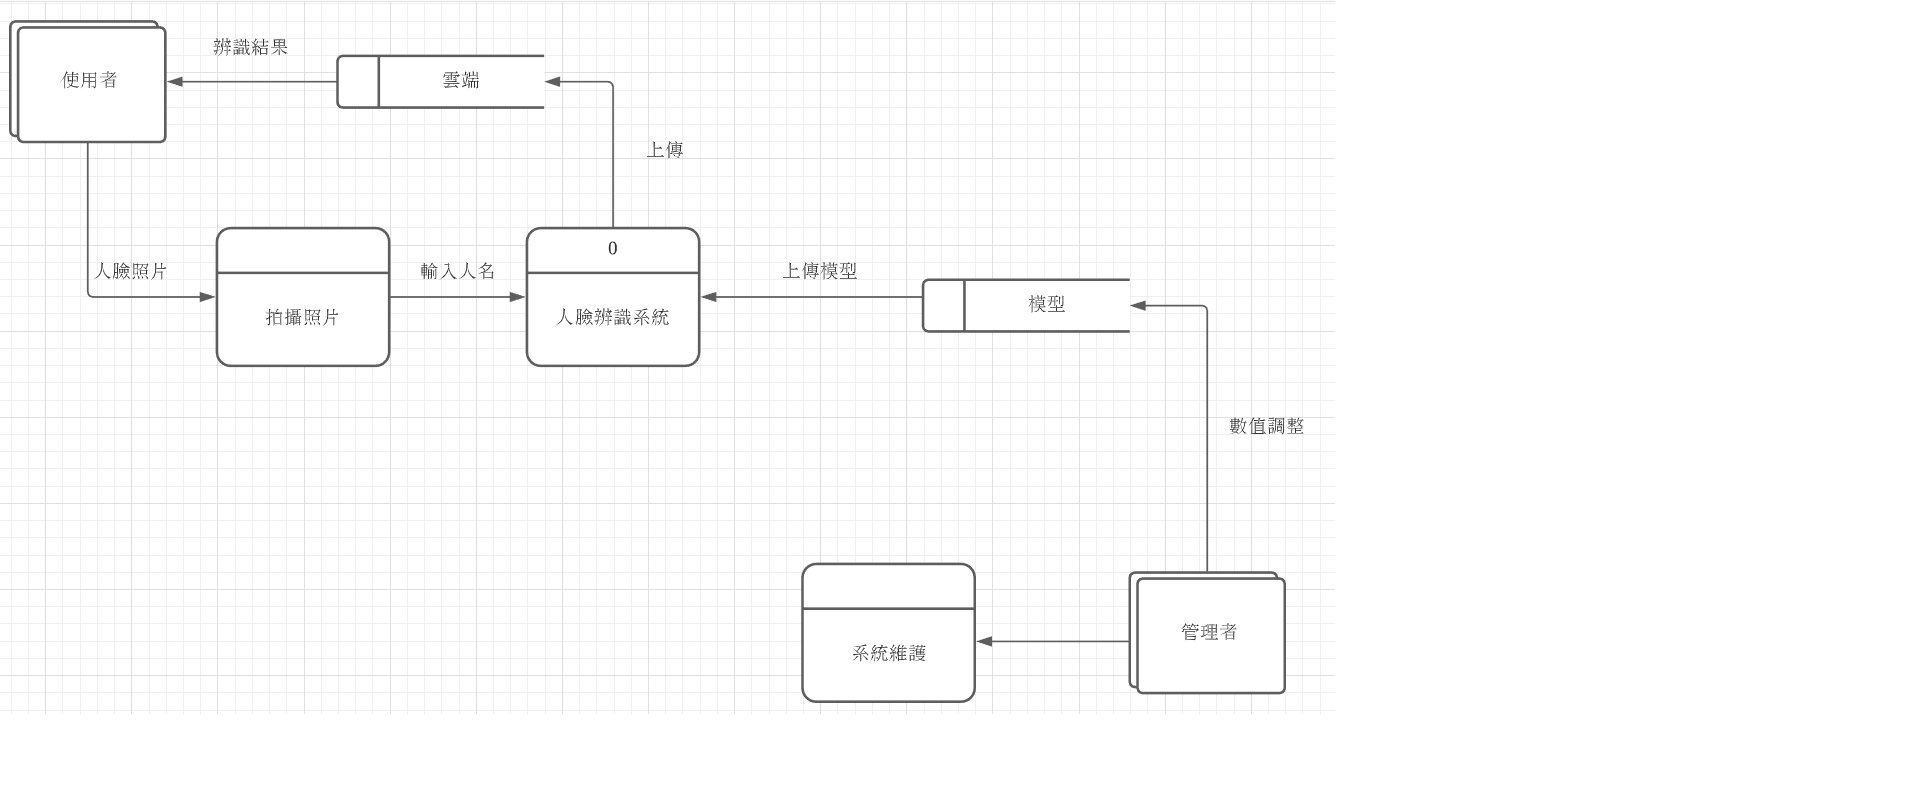 辨識結果
使用者
雲端
上傳
0
人臉照片
輸入人名
上傳模型
模型
拍攝照片
人臉辨識系統
數值調整
管理者
系統維護